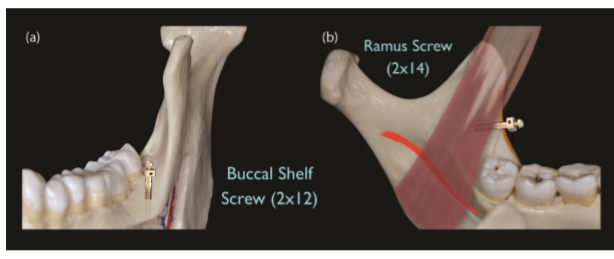 (a)
Buccal Shelf
Screw (2x12)
(b)
Ramus Screw
(2x14)